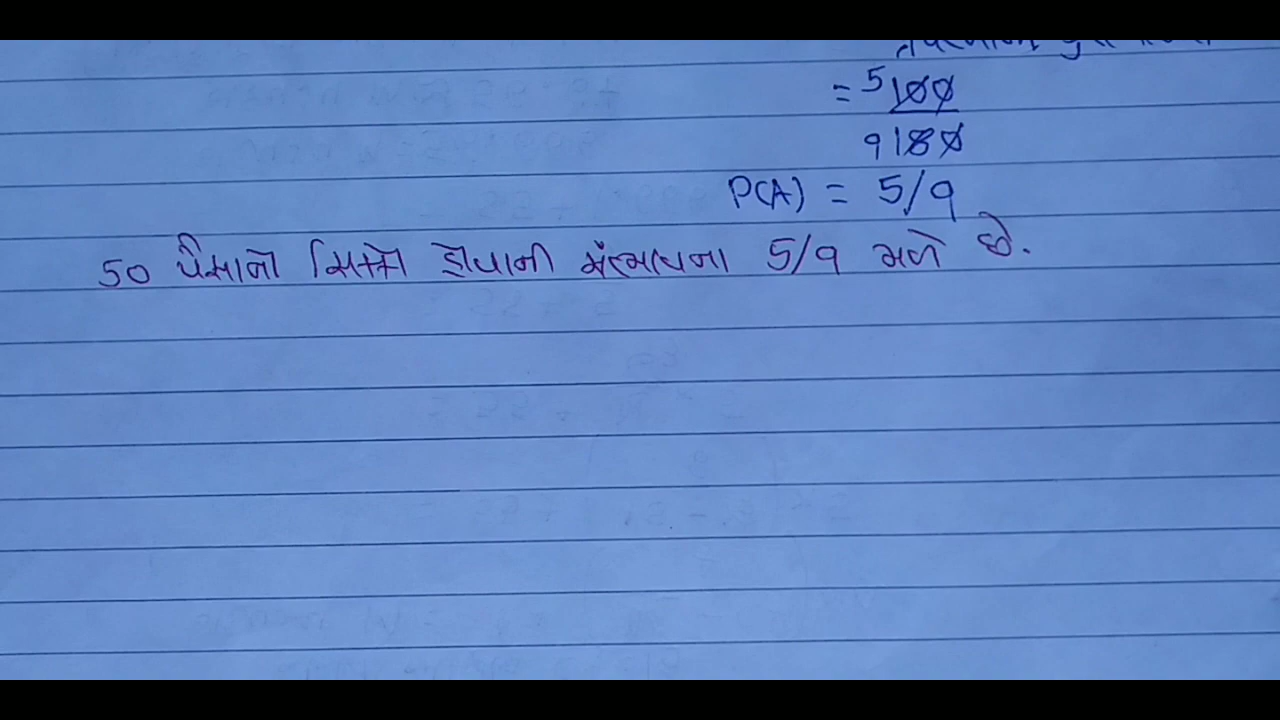 = 5 100
9 180
P(A) = 5/9
50 પૈસાનો સિક્કો હોવાની સંભાવના 5/9 મળે છે.